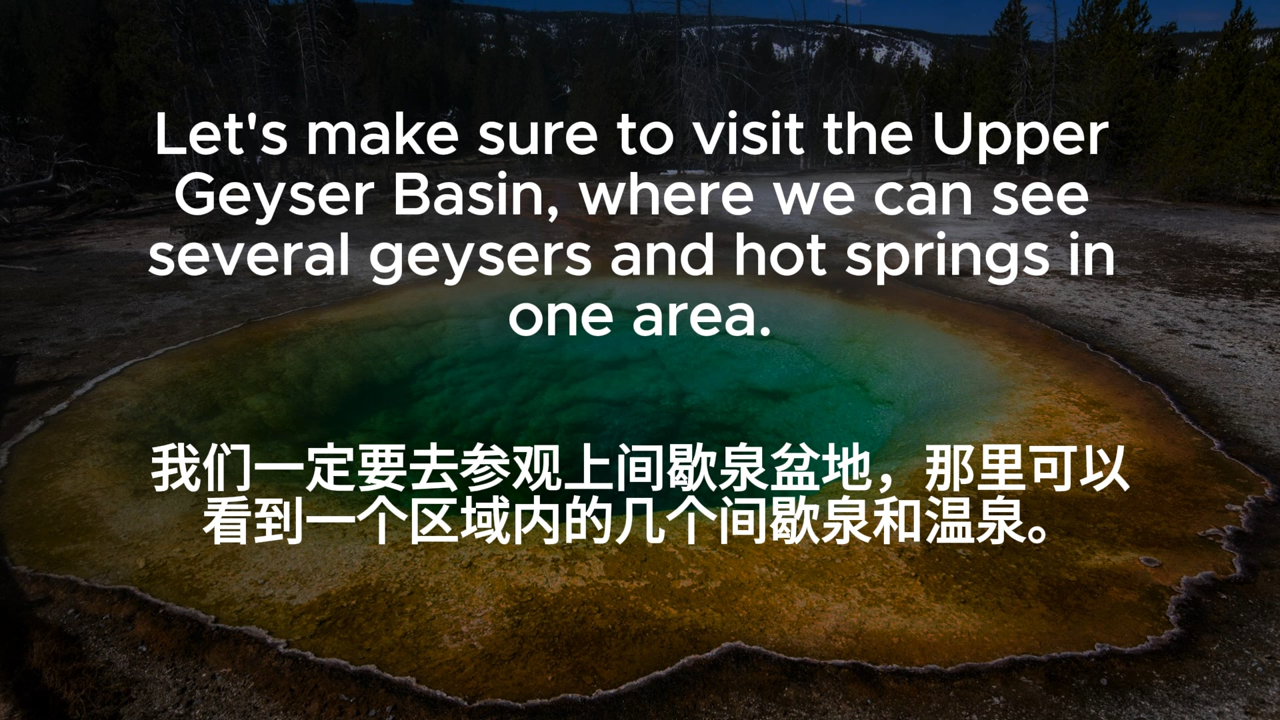 Let's make sure to visit the Upper
Geyser Basin, where we can see
several geysers and hot springs in
one area.
我们一定要去参观上间歇泉盆地，那里可以
看到一个区域内的几个间歇泉和温泉。